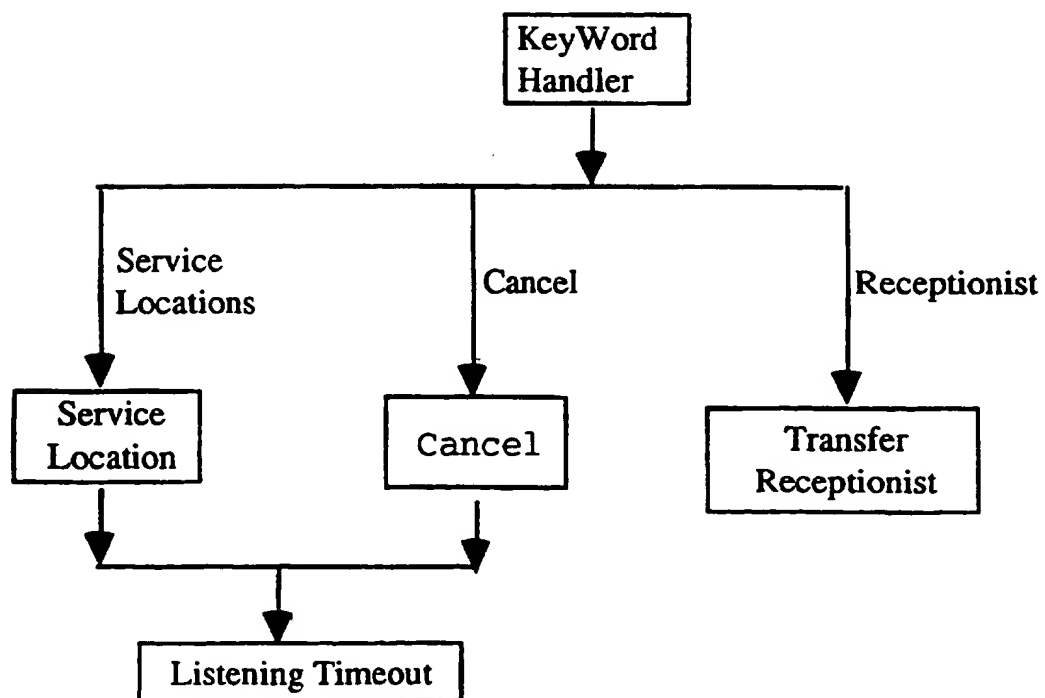 KeyWord
Handler
Service
Locations
Cancel
Receptionist
Service
Location
Cancel
Transfer
Receptionist
Listening Timeout